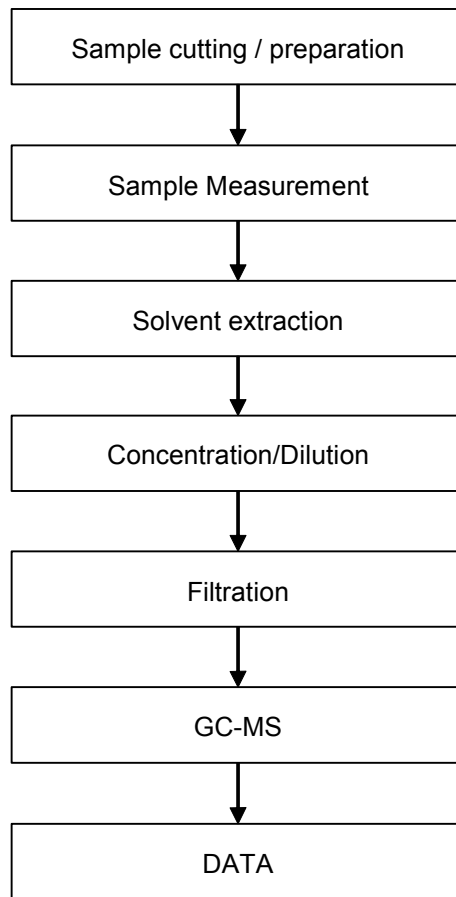 Sample cutting / preparation
Sample Measurement
Solvent extraction
Concentration/Dilution
Filtration
GC-MS
DATA